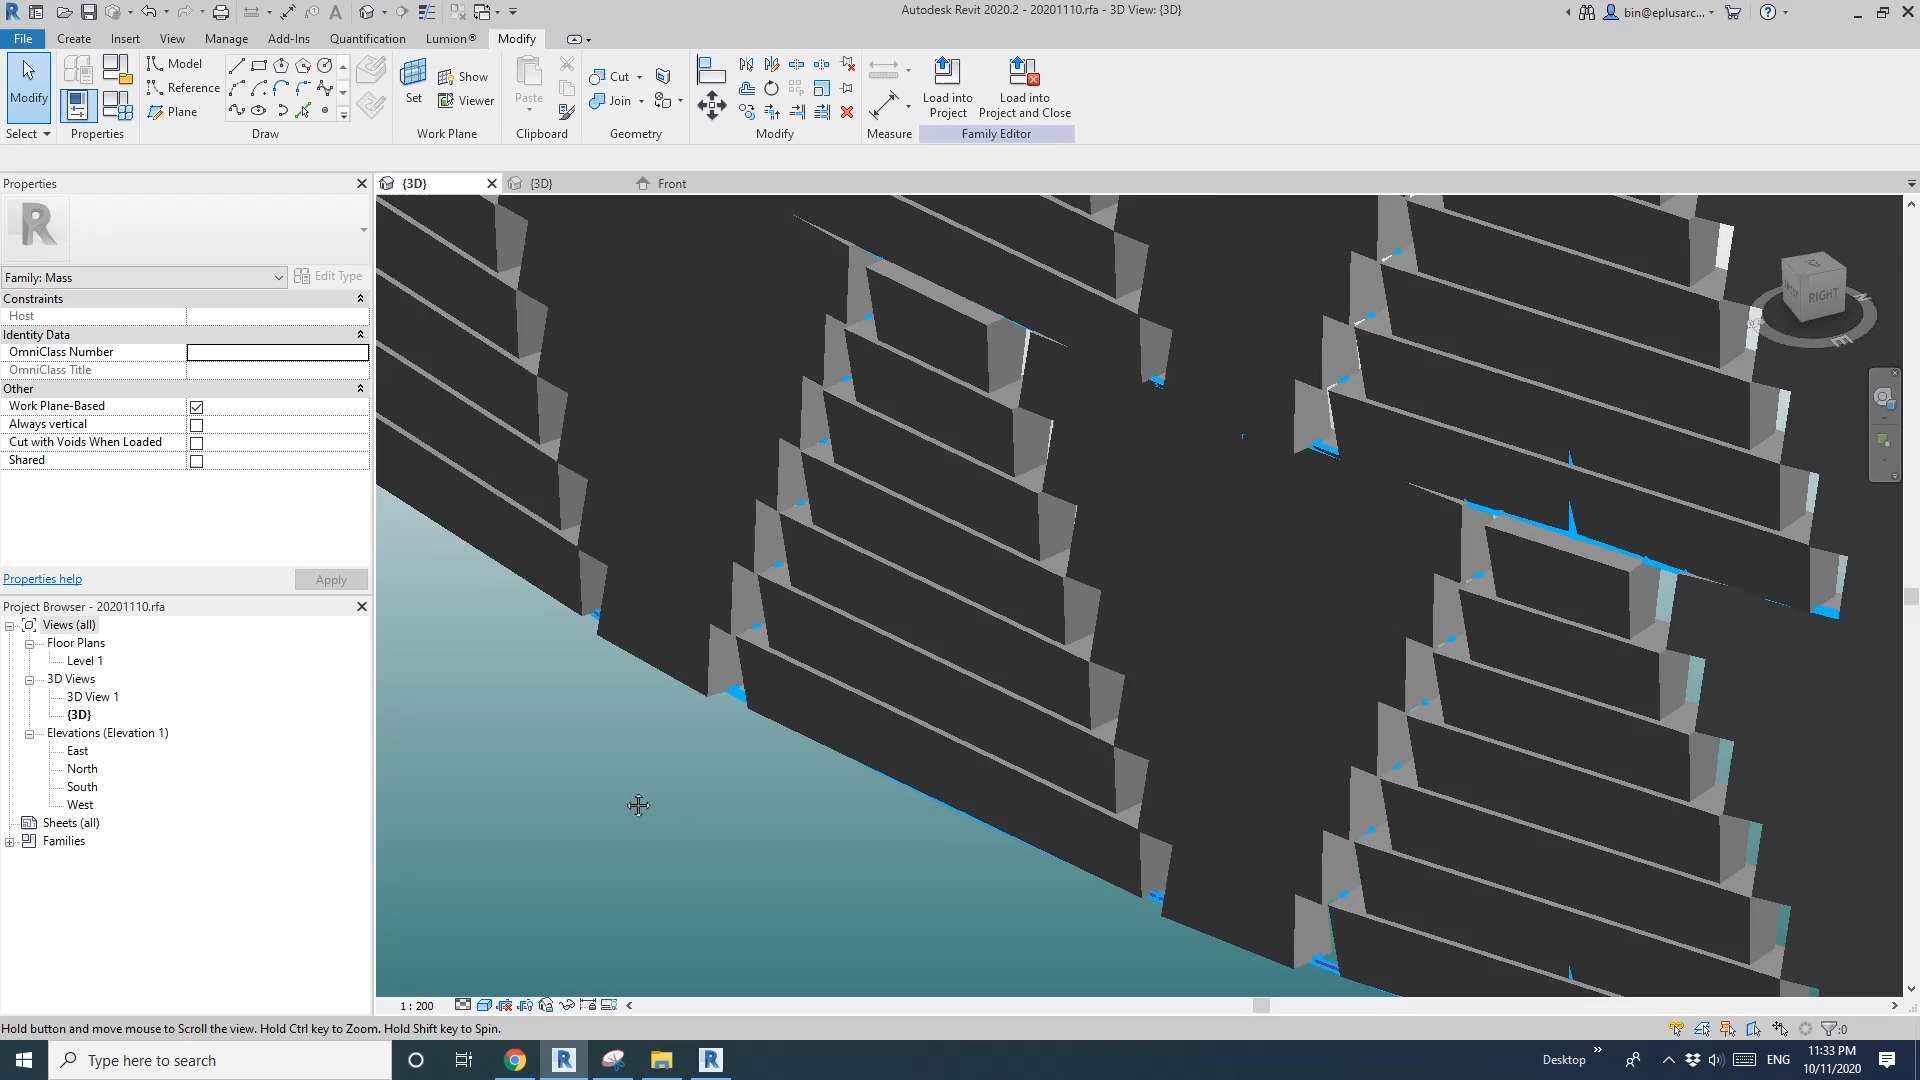 Autodesk Revit 2020.2 - 20201110.rfa - 3D View: {3D}
bin@eplusarc...
File
Create
Insert
View
Manage
Add-Ins
Quantification
Lumion®
Modify
Modify
Select
Properties
Model
Reference
Plane
Draw
Set
Show
Viewer
Work Plane
Paste
Clipboard
Cut
Join
Geometry
Modify
Measure
Load into
Project
Load into
Project and Close
Family Editor
Properties
{3D}
{3D}
Front
R
Family: Mass
Edit Type
Constraints
Host
Identity Data
OmniClass Number
OmniClass Title
Other
Work Plane-Based
Always vertical
Cut with Voids When Loaded
Shared
Properties help
Apply
Project Browser - 20201110.rfa
Views (all)
Floor Plans
Level 1
3D Views
3D View 1
{3D}
Elevations (Elevation 1)
East
North
South
West
Sheets (all)
Families
RIGHT
N
E
1 : 200
Hold button and move mouse to Scroll the view. Hold Ctrl key to Zoom. Hold Shift key to Spin.
:0
Type here to search
Desktop
ENG
11:33 PM
10/11/2020